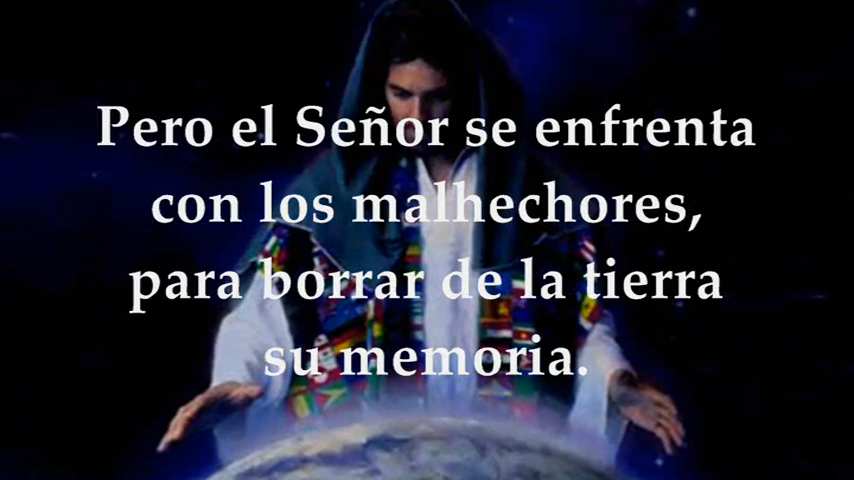 Pero el Señor se enfrenta
con los malhechores,
para borrar de la tierra
su memoria.